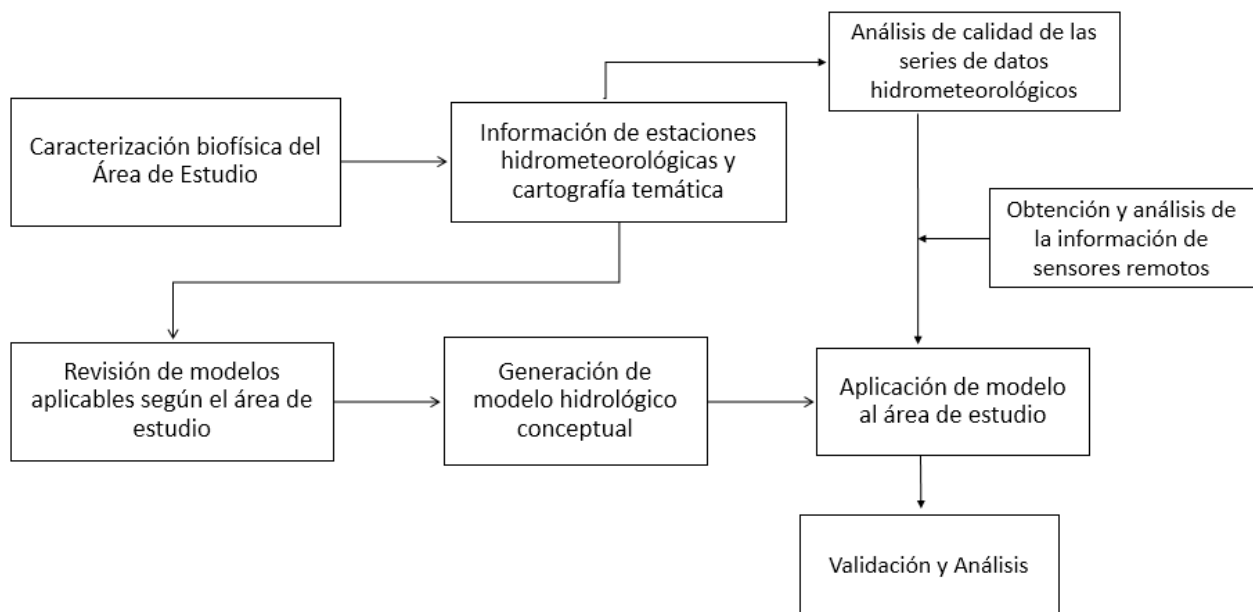 Caracterización biofísica del
Área de Estudio
Información de estaciones
hidrometeorológicas y
cartografía temática
Análisis de calidad de las
series de datos
hidrometeorológicos
Obtención y análisis de
la información de
sensores remotos
Revisión de modelos
aplicables según el área de
estudio
Generación de
modelo hidrológico
conceptual
Aplicación de modelo
al área de estudio
Validación y Análisis